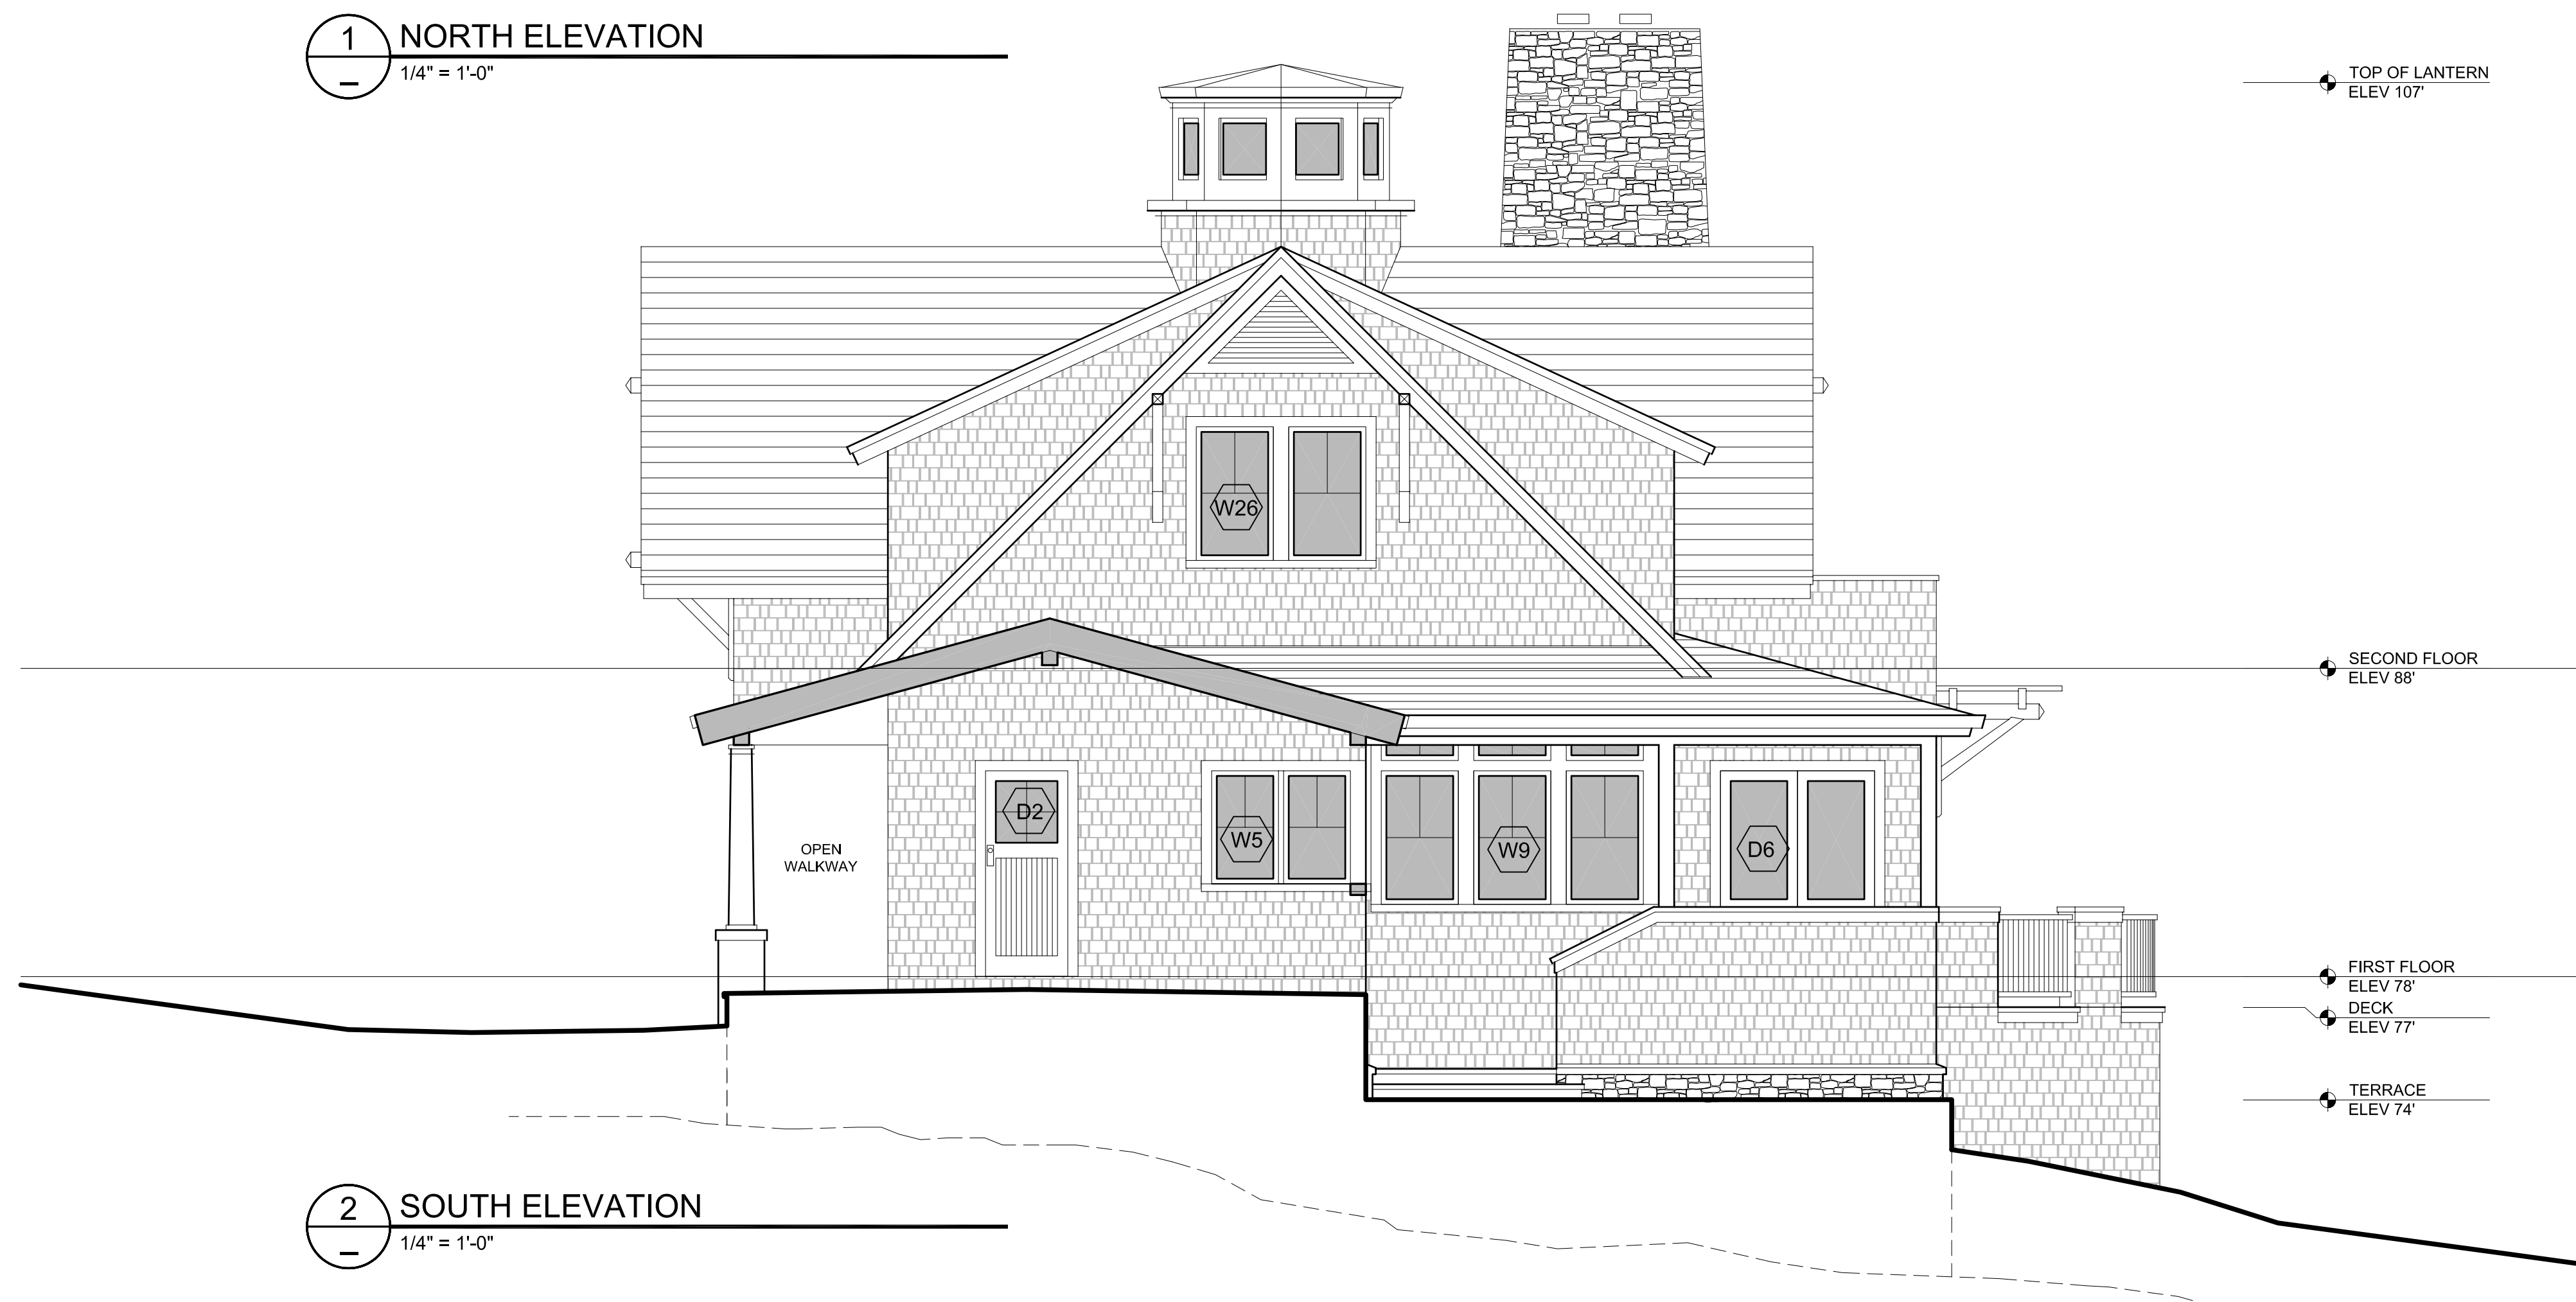 1
NORTH ELEVATION
1/4" = 1'-0"
TOP OF LANTERN
ELEV 107'
W26
SECOND FLOOR
ELEV 88'
D2
W5
W9
D6
OPEN
WALKWAY
FIRST FLOOR
ELEV 78'
DECK
ELEV 77'
TERRACE
ELEV 74'
2
SOUTH ELEVATION
1/4" = 1'-0"